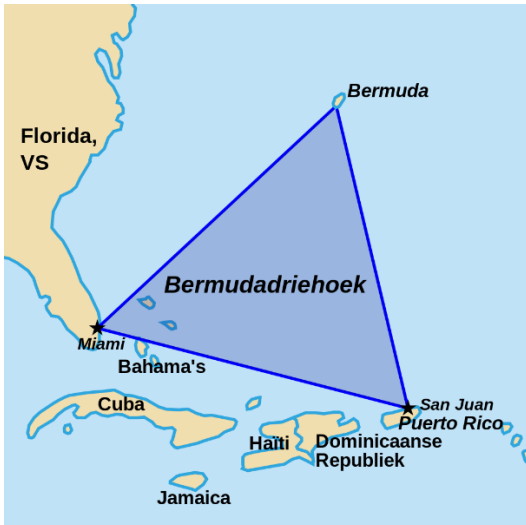 Bermuda
Florida,
VS
Bermudadriehoek
Miami
Bahama's
Cuba
San Juan
Puerto Rico
Haïti
Dominicaanse
Republiek
Jamaica